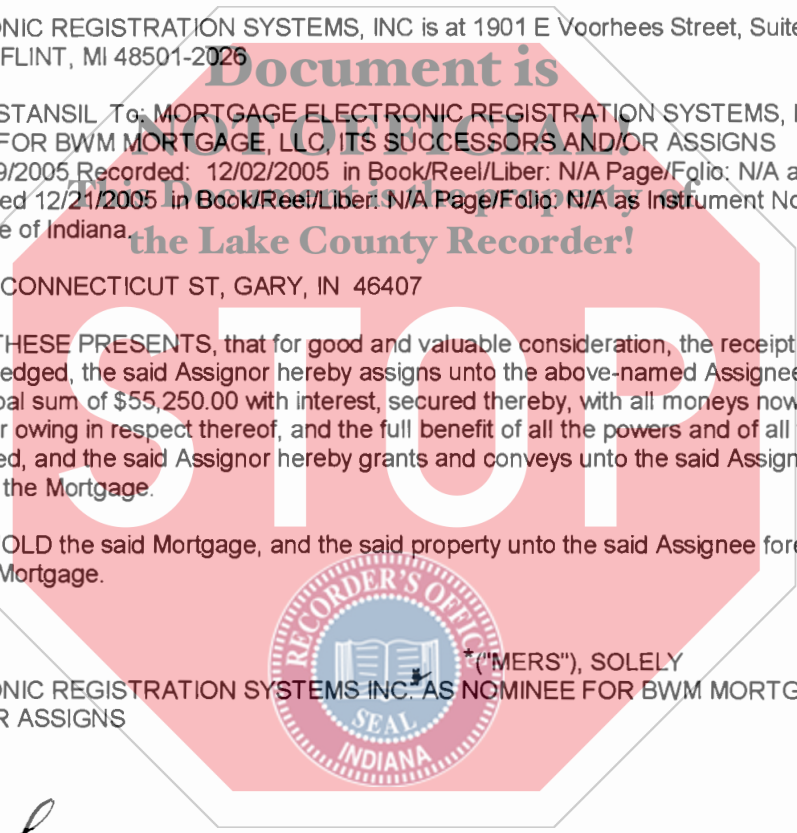 ONIC REGISTRATION SYSTEMS, INC is at 1901 E Voorhees Street, Suite
FLINT, MI 48501-2026
Document is
STANSIL To: MORTGAGE ELECTRONIC REGISTRATION SYSTEMS, I
NOT OFFICIAL!
FOR BWM MORTGAGE, LLC, ITS SUCCESSORS AND/OR ASSIGNS
9/2005 Recorded: 12/02/2005 in Book/Reel/Liber: N/A Page/Folio: N/A a
This Document is the property of
ed 12/21/2005 in Book/Reel/Liber: N/A Page/Folio: N/A as Instrument No
e of Indiana.
the Lake County Recorder!
CONNECTICUT ST, GARY, IN 46407
THESE PRESENTS, that for good and valuable consideration, the receipt
edged, the said Assignor hereby assigns unto the above-named Assignee
pal sum of $55,250.00 with interest, secured thereby, with all moneys now
r owing in respect thereof, and the full benefit of all the powers and of all
ed, and the said Assignor hereby grants and conveys unto the said Assign
the Mortgage.
STOP
OLD the said Mortgage, and the said property unto the said Assignee fore
Mortgage.
RECORDER'S OFFICE
*("MERS"), SOLELY
ONIC REGISTRATION SYSTEMS INC. AS NOMINEE FOR BWM MORTG
R ASSIGNS
SEAL
INDIANA